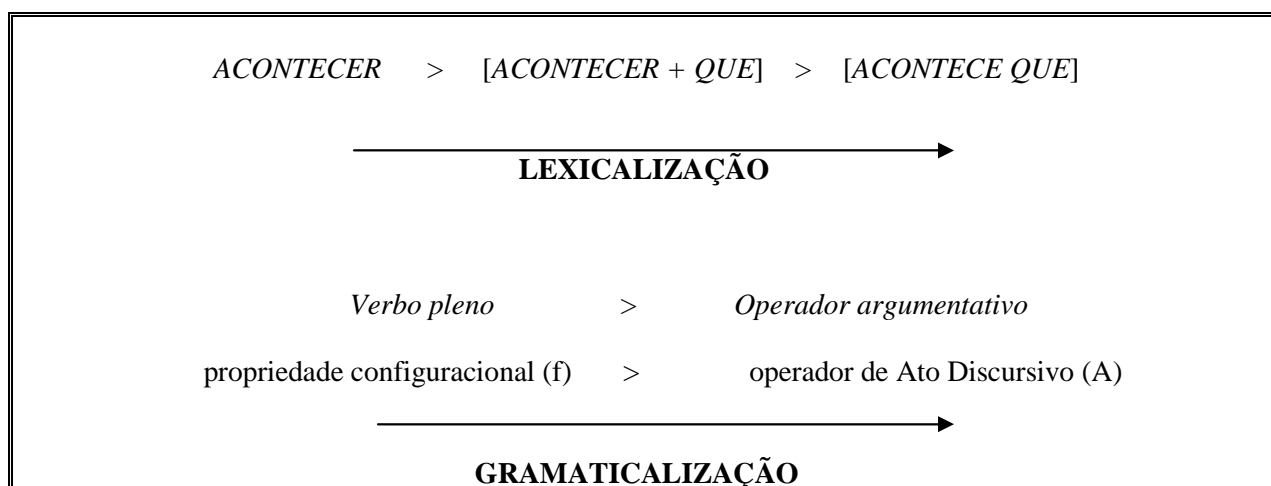 ACONTECER > [ACONTECER + QUE] > [ACONTECE QUE]
LEXICALIZAÇÃO
Verbo pleno > Operador argumentativo
propriedade configuracional (f) > operador de Ato Discursivo (A)
GRAMATICALIZAÇÃO